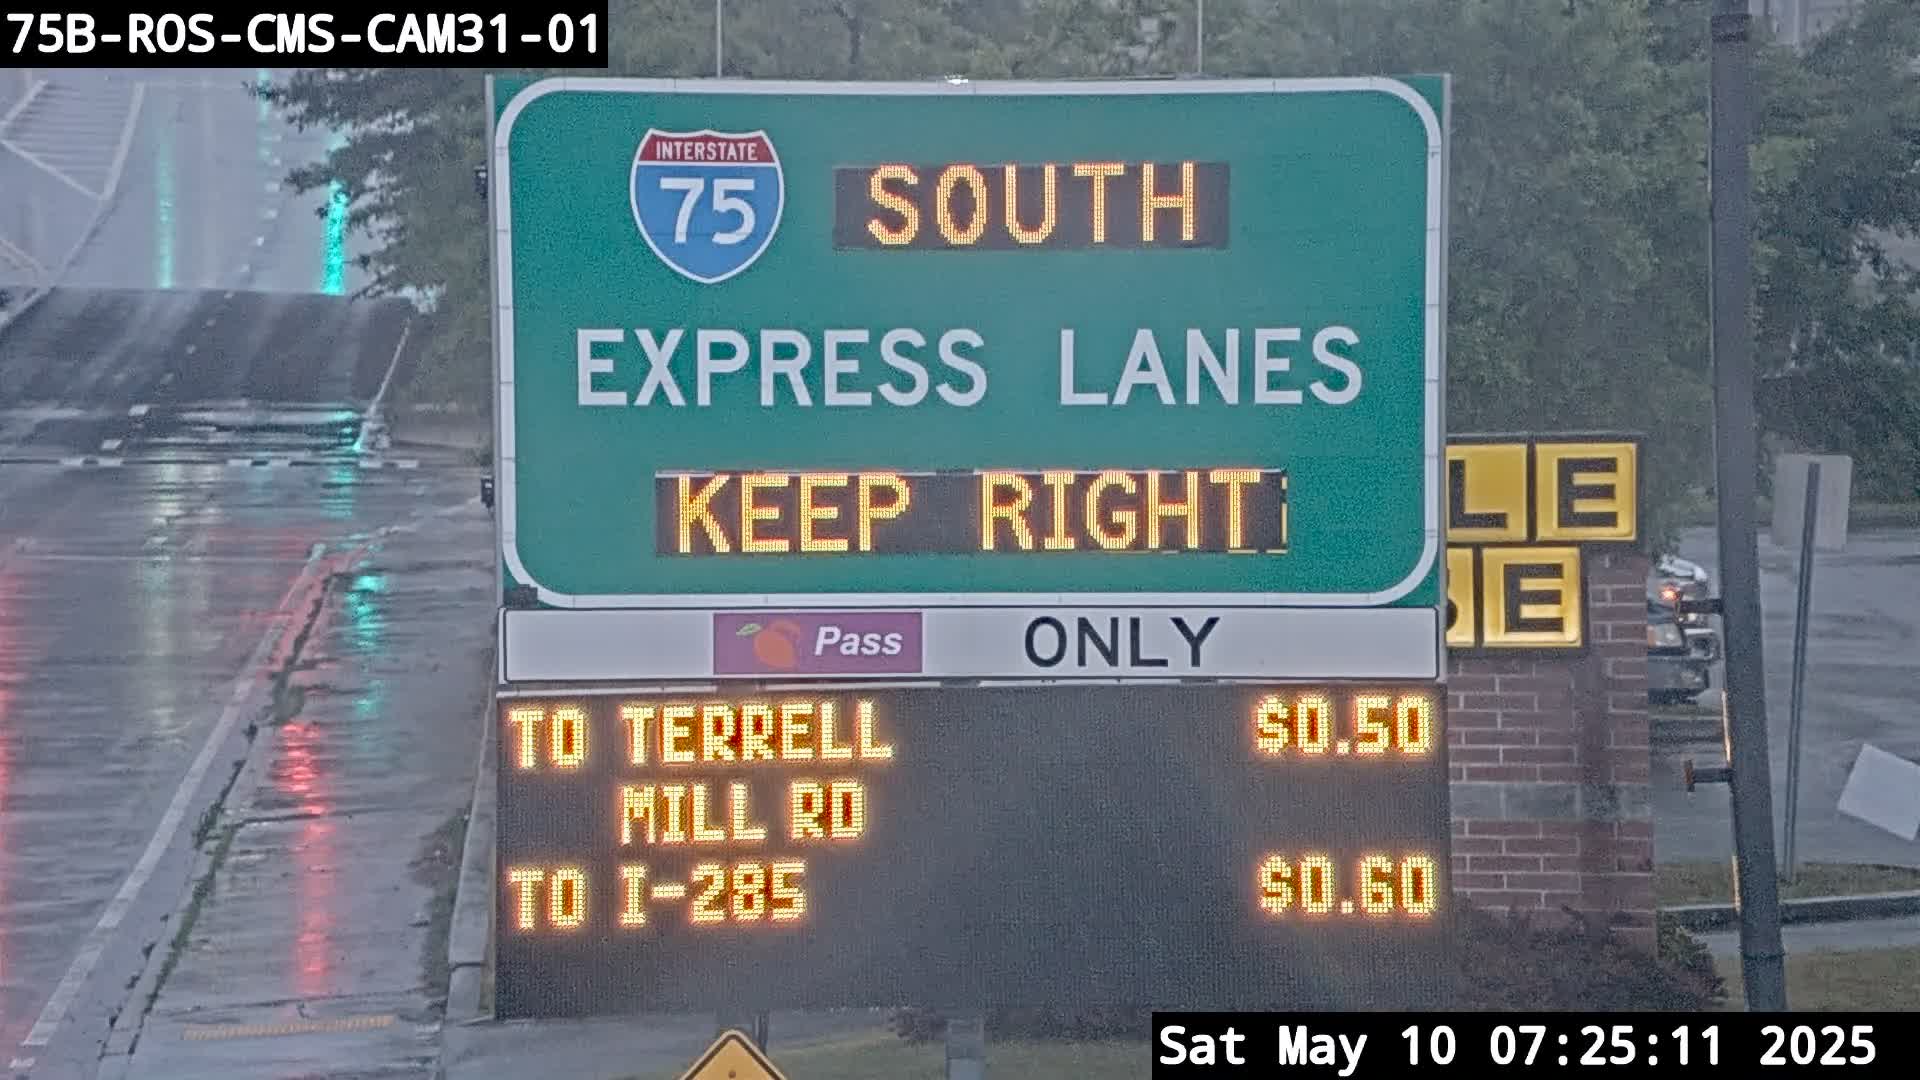 75B-ROS-CMS-CAM31-01
INTERSTATE
75
SOUTH
EXPRESS LANES
KEEP RIGHT
Pass ONLY
TO TERRELL $0.50
MILL RD
TO I-285 $0.60
LE
E
Sat May 10 07:25:11 2025